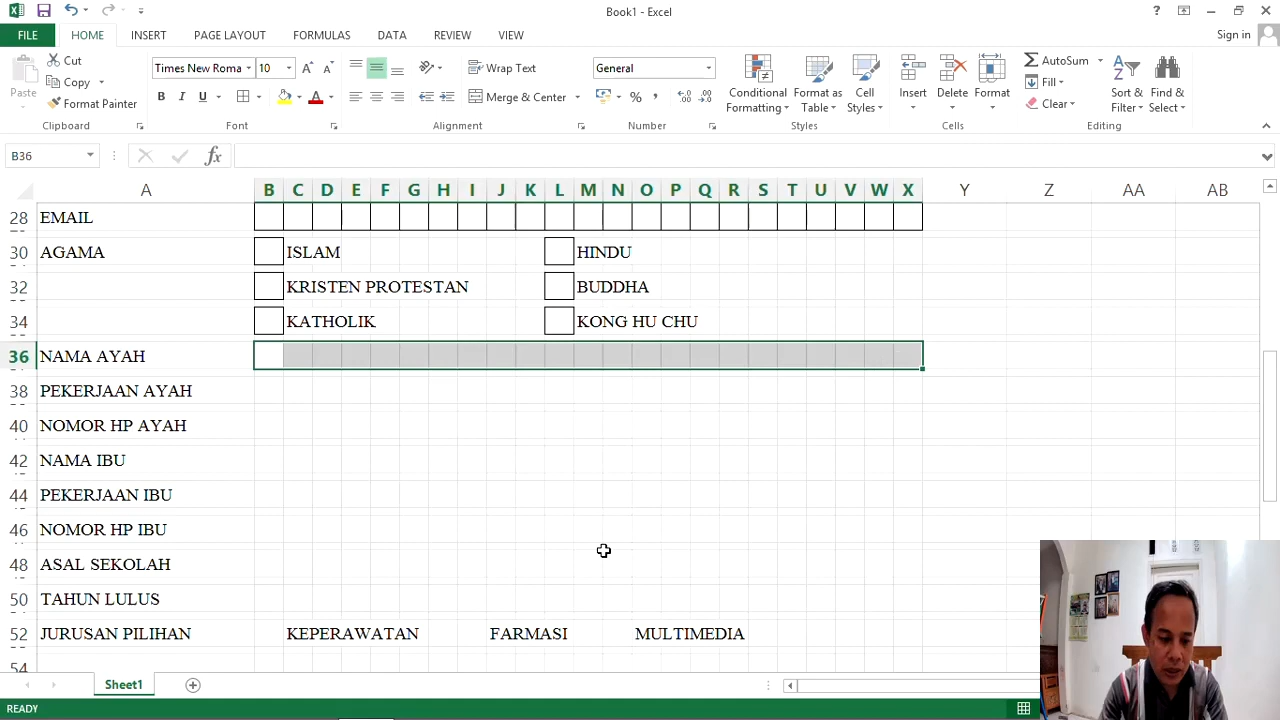 Book1 - Excel
Sign in
FILE HOME INSERT PAGE LAYOUT FORMULAS DATA REVIEW VIEW
Cut
Copy
Format Painter
Paste
Times New Roma 10
B I U
Wrap Text
Merge & Center
General
Conditional Formatting
Format as Table
Cell Styles
Insert
Delete
Format
AutoSum
Fill
Clear
Sort & Filter
Find & Select
Clipboard Font Alignment Number Styles Cells Editing
B36
A B C D E F G H I J K L M N O P Q R S T U V W X Y Z AA AB
28 EMAIL
30 AGAMA ISLAM HINDU
32 KRISTEN PROTESTAN BUDDHA
34 KATHOLIK KONG HU CHU
36 NAMA AYAH
38 PEKERJAAN AYAH
40 NOMOR HP AYAH
42 NAMA IBU
44 PEKERJAAN IBU
46 NOMOR HP IBU
48 ASAL SEKOLAH
50 TAHUN LULUS
52 JURUSAN PILIHAN KEPERAWATAN FARMASI MULTIMEDIA
54
Sheet1
READY